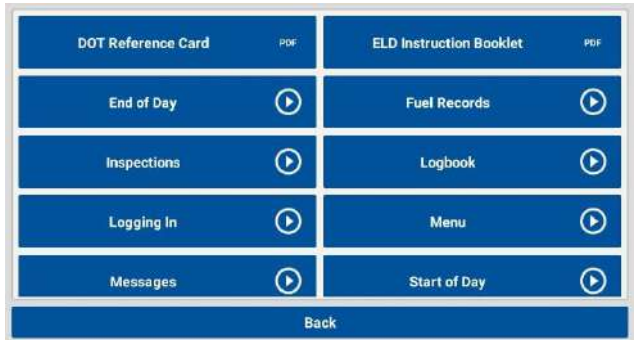 DOT Reference Card PDF
ELD Instruction Booklet PDF
End of Day
Fuel Records
Inspections
Logbook
Logging In
Menu
Messages
Start of Day
Back